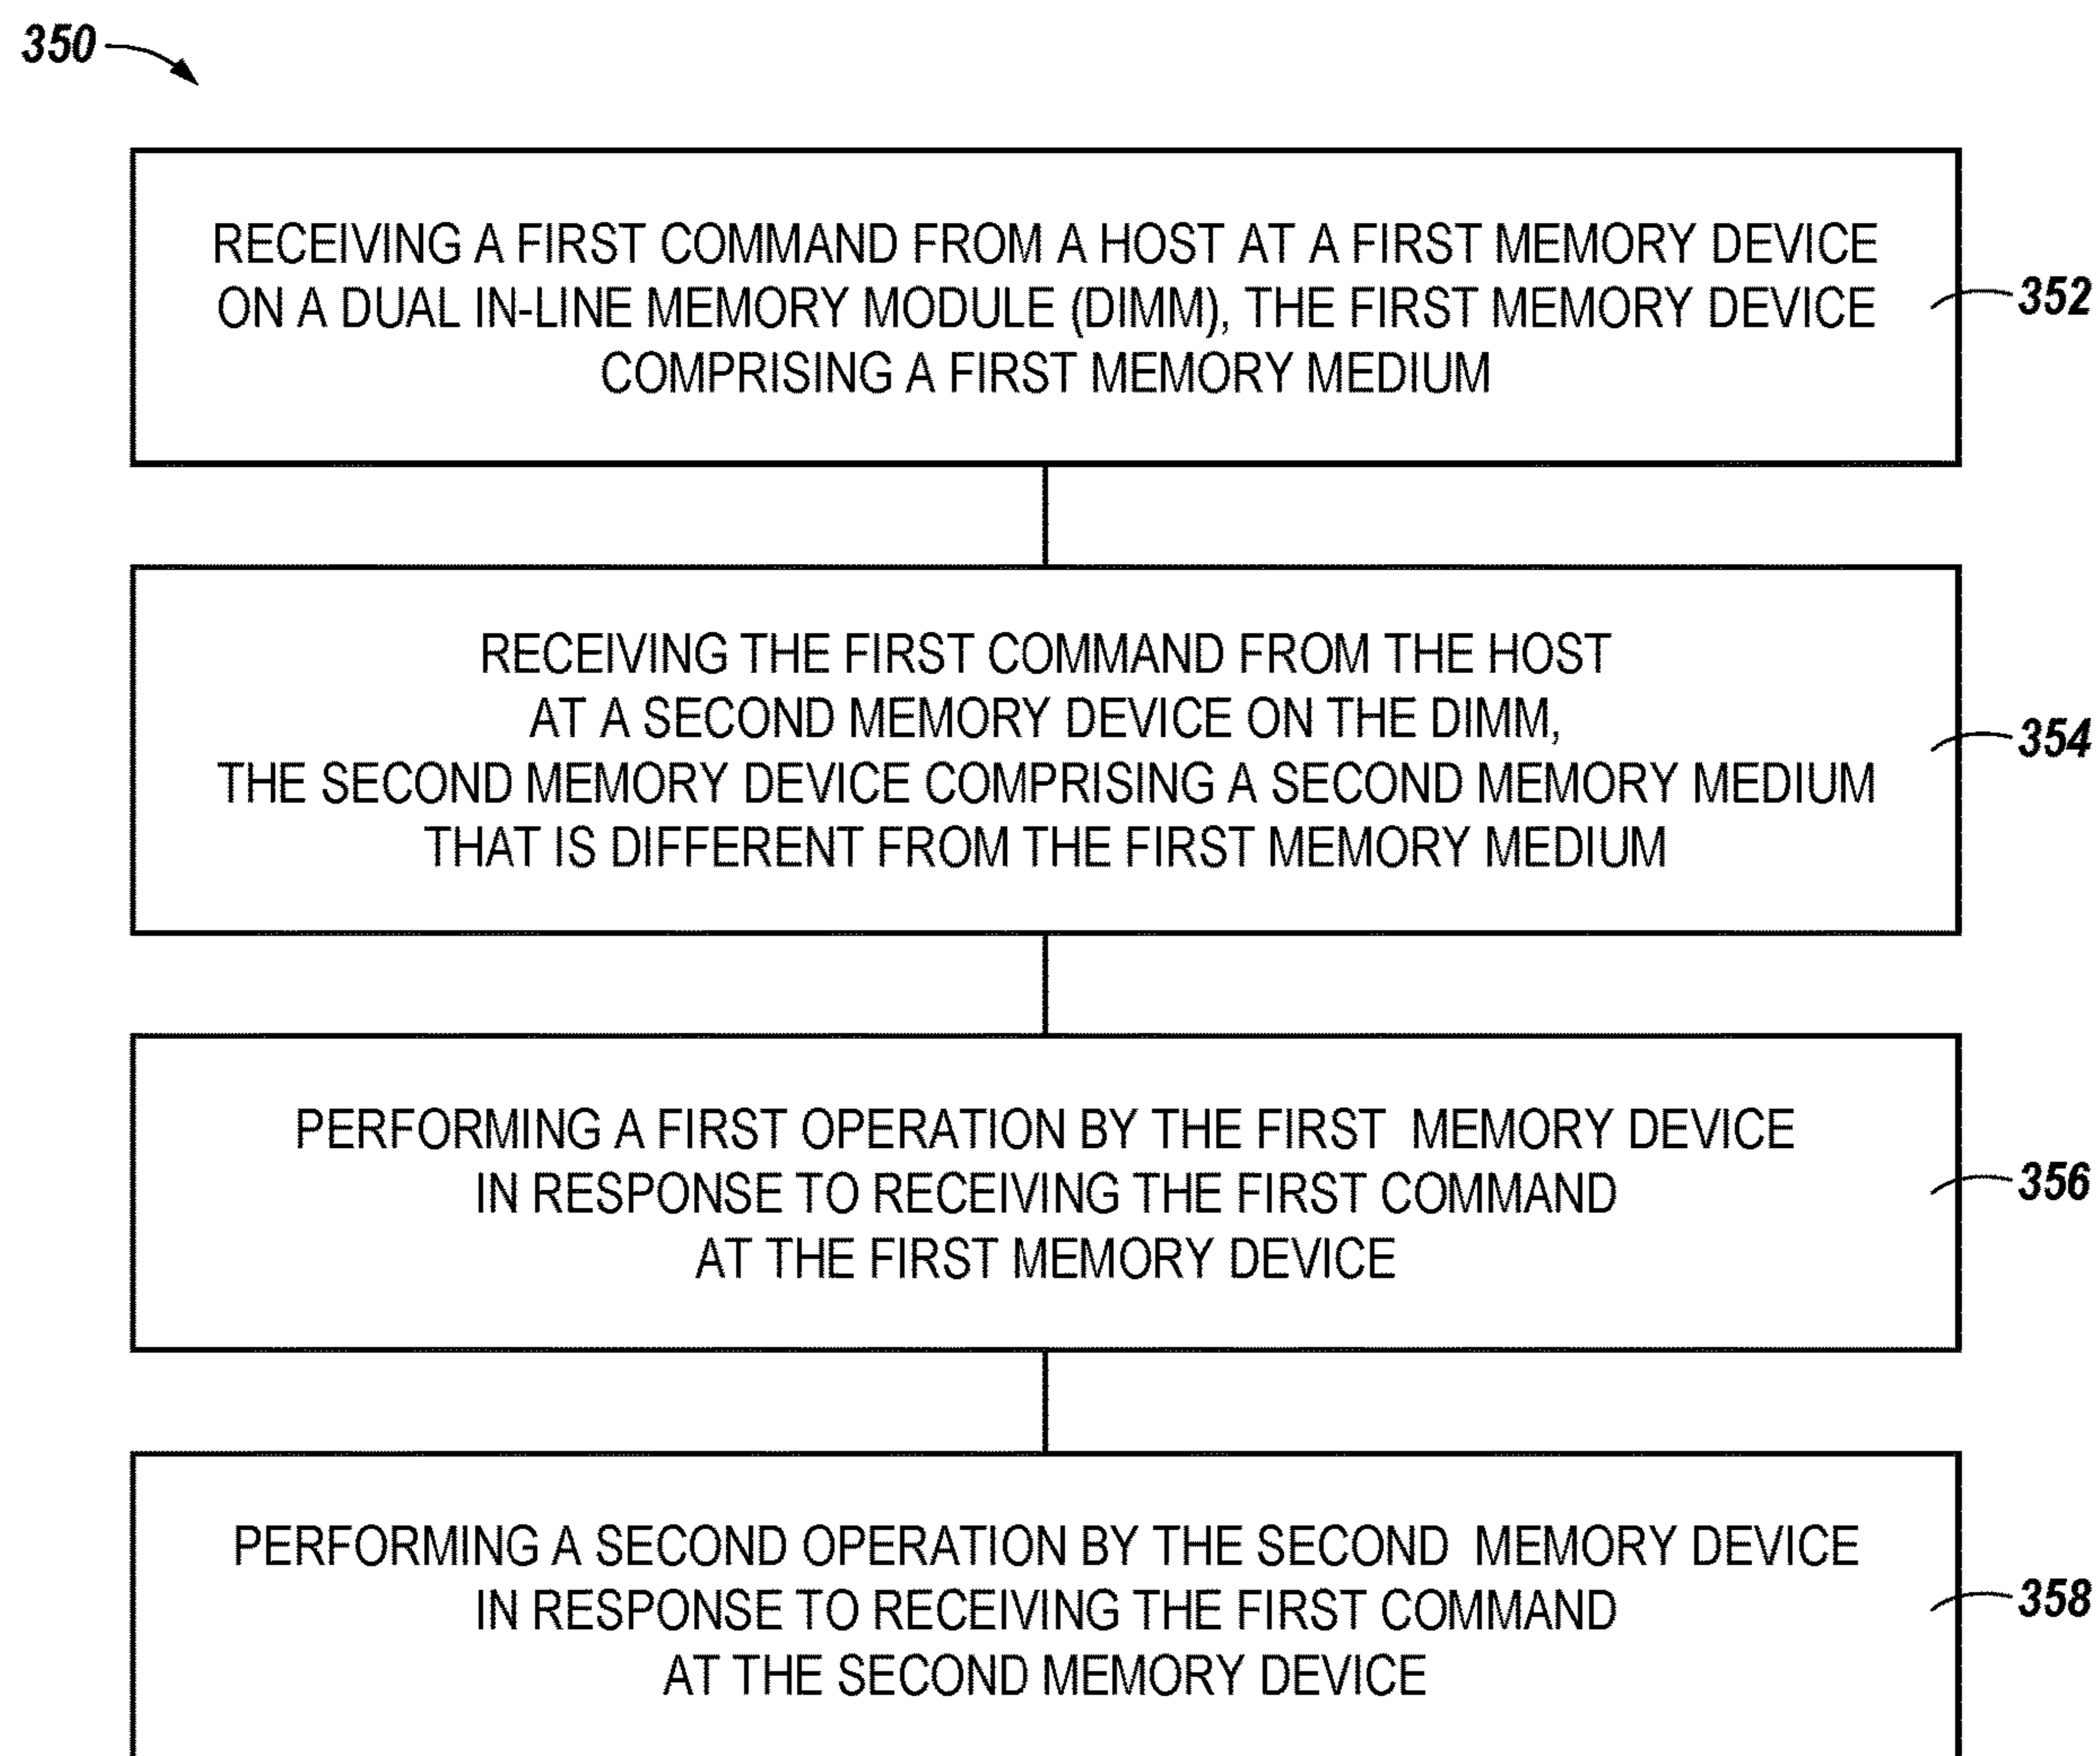 350
RECEIVING A FIRST COMMAND FROM A HOST AT A FIRST MEMORY DEVICE
ON A DUAL IN-LINE MEMORY MODULE (DIMM), THE FIRST MEMORY DEVICE
COMPRISING A FIRST MEMORY MEDIUM
352
RECEIVING THE FIRST COMMAND FROM THE HOST
AT A SECOND MEMORY DEVICE ON THE DIMM,
THE SECOND MEMORY DEVICE COMPRISING A SECOND MEMORY MEDIUM
THAT IS DIFFERENT FROM THE FIRST MEMORY MEDIUM
354
PERFORMING A FIRST OPERATION BY THE FIRST MEMORY DEVICE
IN RESPONSE TO RECEIVING THE FIRST COMMAND
AT THE FIRST MEMORY DEVICE
356
PERFORMING A SECOND OPERATION BY THE SECOND MEMORY DEVICE
IN RESPONSE TO RECEIVING THE FIRST COMMAND
AT THE SECOND MEMORY DEVICE
358